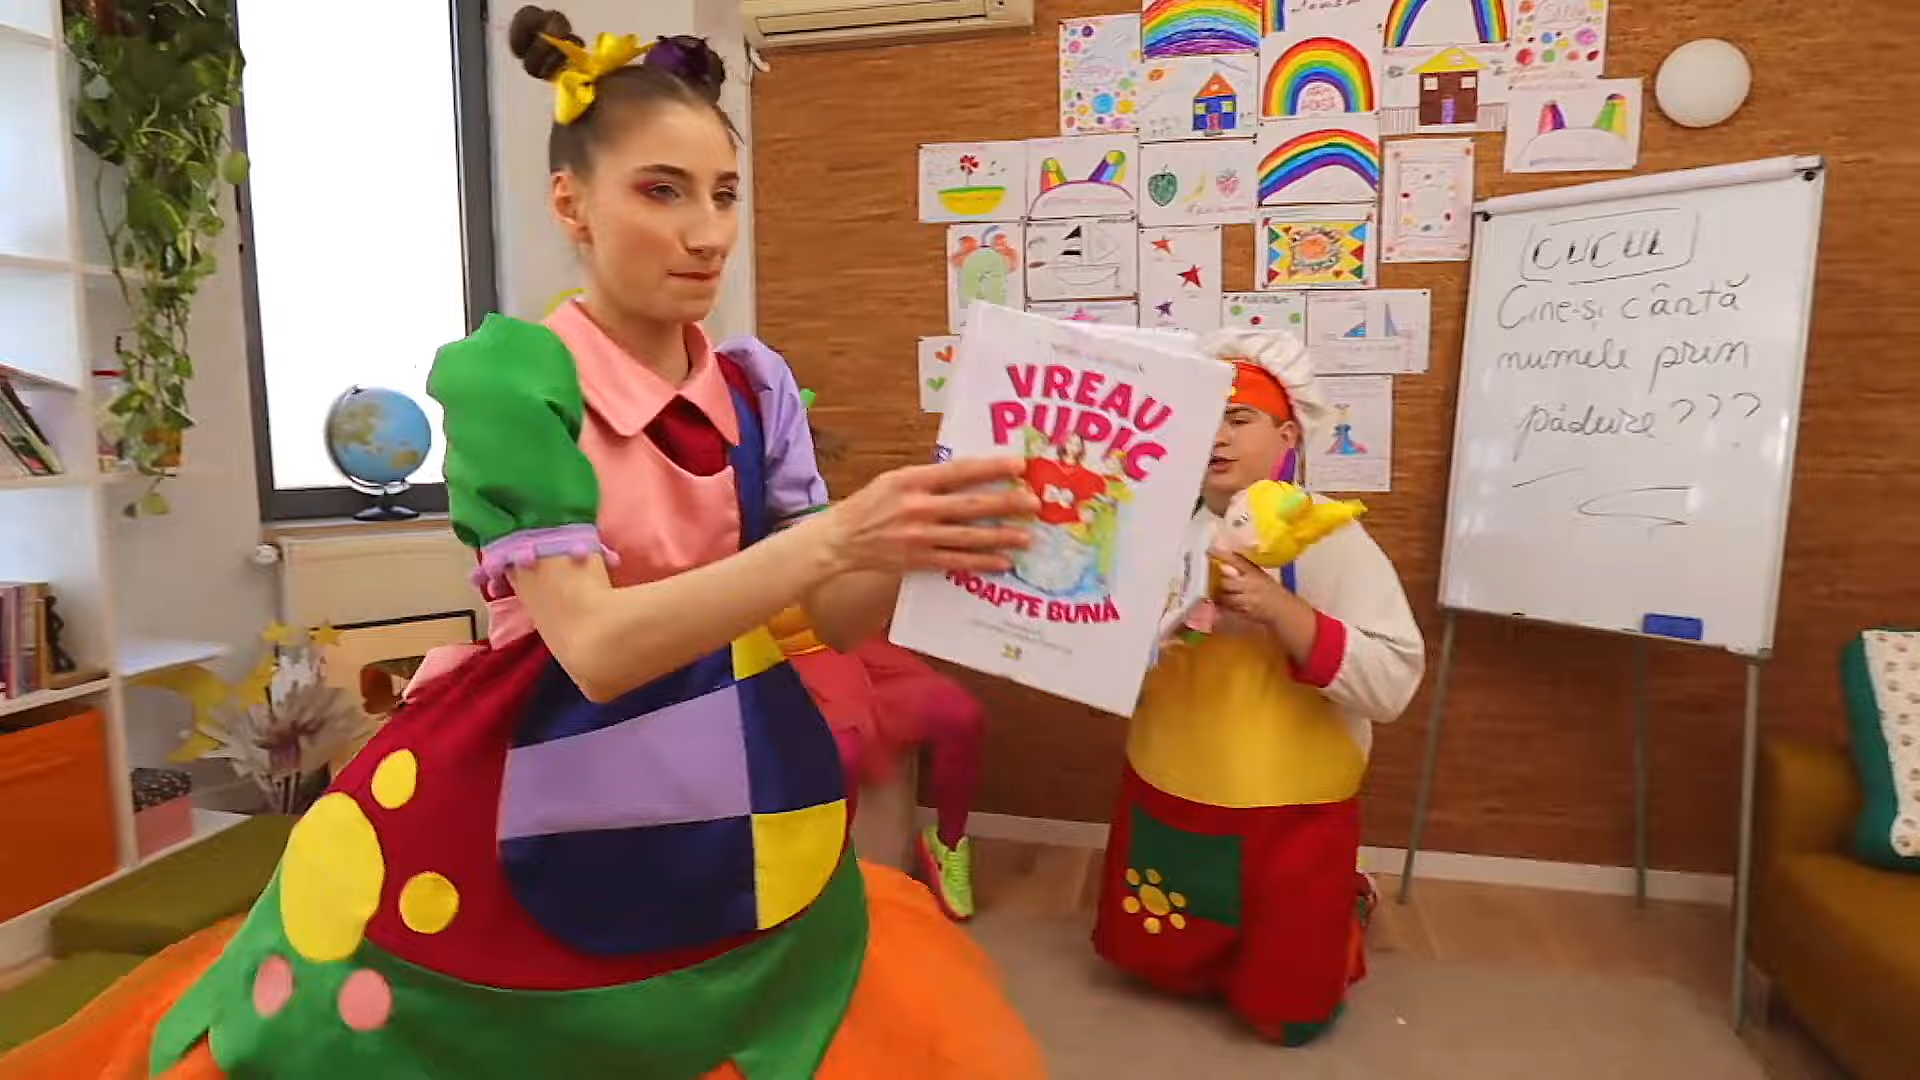 VREAU
PUPIC
NOAPTE BUNĂ
CUCUL
Cine-și cântă
numele prin
pădure???